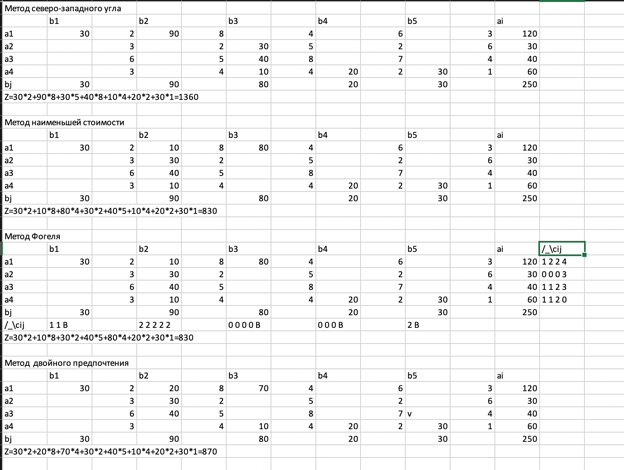 Метод северо-западного угла
b1 b2 b3 b4 b5 ai
a1 30 2 90 8 4 6 3 120
a2 3 2 30 5 2 6 30
a3 6 5 40 8 7 4 40
a4 3 4 10 4 20 2 30 1 60
bj 30 90 80 20 30 250
Z=30*2+90*8+30*5+40*8+10*4+20*2+30*1=1360
Метод наименьшей стоимости
b1 b2 b3 b4 b5 ai
a1 30 2 10 8 80 4 6 3 120
a2 3 30 2 5 2 6 30
a3 6 40 5 8 7 4 40
a4 3 10 4 4 20 2 30 1 60
bj 30 90 80 20 30 250
Z=30*2+10*8+80*4+30*2+40*5+10*4+20*2+30*1=830
Метод Фогеля
b1 b2 b3 b4 b5 ai /_\cij
a1 30 2 10 8 80 4 6 3 120 1 2 2 4
a2 3 30 2 5 2 6 30 0 0 0 3
a3 6 40 5 8 7 4 40 1 1 2 3
a4 3 10 4 4 20 2 30 1 60 1 1 2 0
bj 30 90 80 20 30 250
/_\cij 1 1 B 2 2 2 2 2 0 0 0 0 B 0 0 0 B 2 B
Z=30*2+10*8+30*2+40*5+80*4+10*4+20*2+30*1=830
Метод двойного предпочтения
b1 b2 b3 b4 b5 ai
a1 30 2 20 8 70 4 6 3 120
a2 3 30 2 5 2 6 30
a3 6 40 5 8 7 v 4 40
a4 3 4 10 4 20 2 30 1 60
bj 30 90 80 20 30 250
Z=30*2+20*8+70*4+30*2+40*5+10*4+20*2+30*1=870